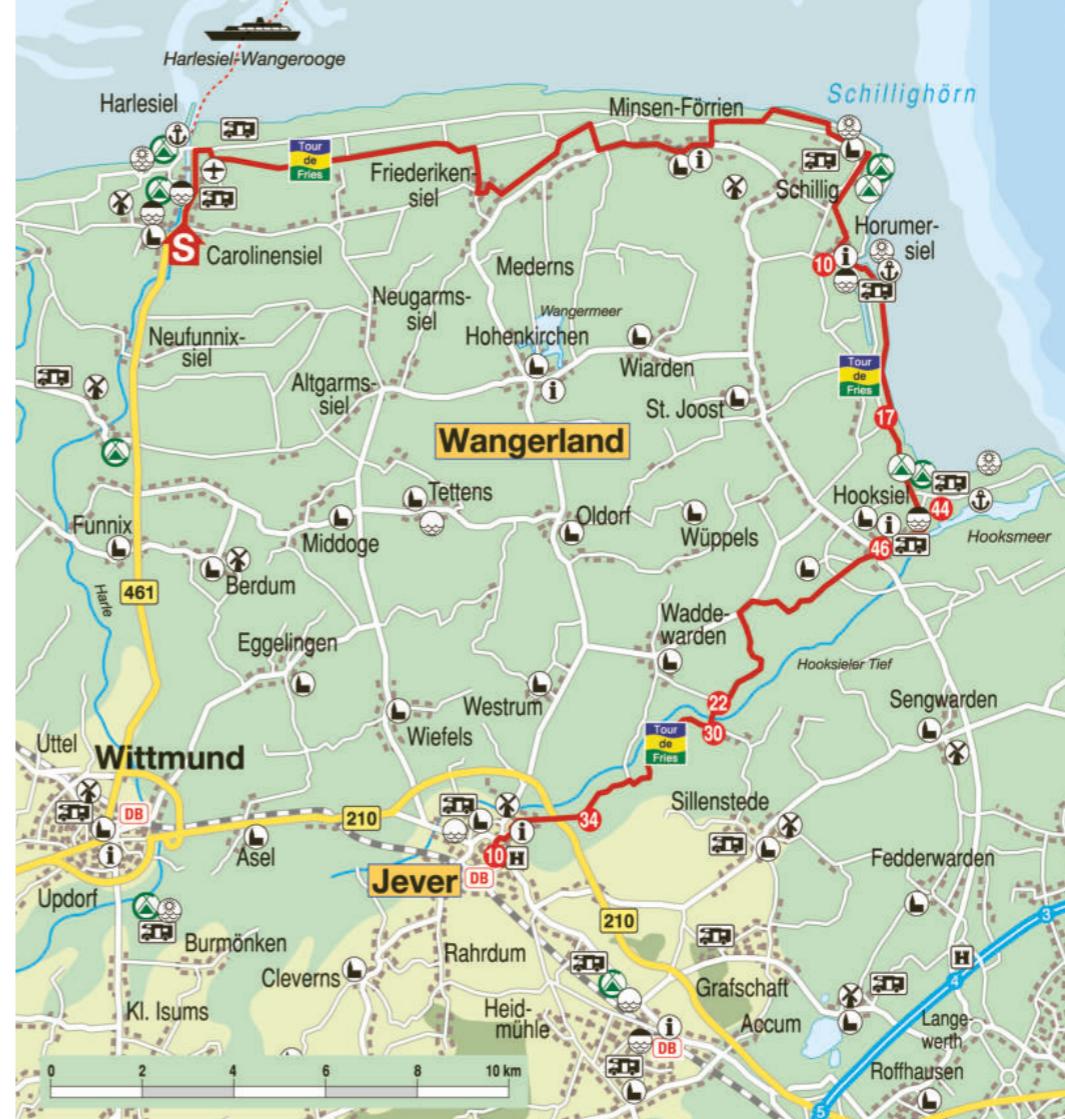 Harlesiel-Wangerooge
Harlesiel
Minsen-Förrien
Schillighörn
Tour
de
Fries
Friederiken-
siel
Schillig
Horumer-
siel
S
Carolinensiel
10
i
Mederns
Neugarms-
siel
Wangermeer
Neufunnix-
siel
Hohenkirchen
Wiarden
Tour
de
Fries
Altgarms-
siel
i
St. Joost
17
Wangerland
Tettens
Hooksiel
44
Funnix
Middoge
Oldorf
Wüppels
i
46
Hooksmeer
Berdum
461
Harle
Wadde-
warden
Eggelingen
Hooksieler Tief
Westrum
22
Sengwarden
Wiefels
30
Uttel
Wittmund
Tour
de
Fries
DB
210
34
Sillenstede
i
Asel
i
10
H
Fedderwarden
Jever
DB
Updorf
210
3
Burmönken
Rahrdum
H
Cleverns
Grafschaft
4
Kl. Isums
Heid-
mühle
i
Accum
Lange-
werth
DB
0 2 4 6 8 10 km
Roffhausen
5